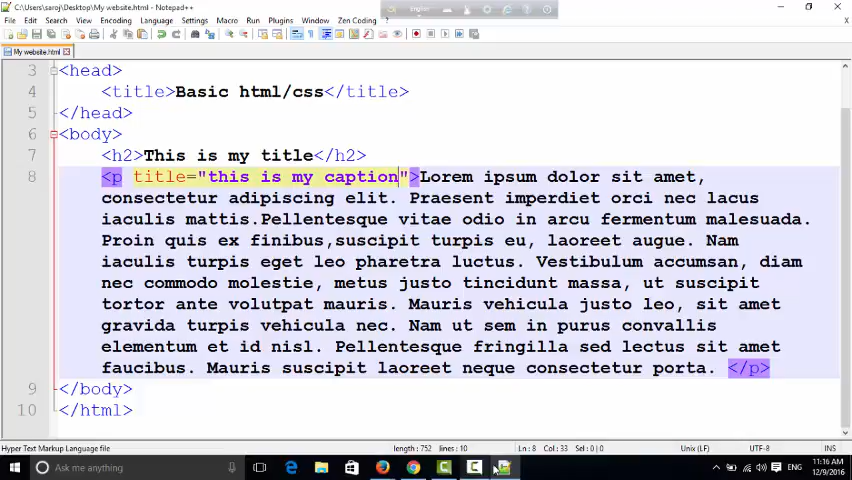 C:\Users\saroj\Desktop\My website.html - Notepad++
File Edit Search View Encoding Language Settings Macro Run Plugins Window Zen Coding ?
X
English
My website.html
3 <head>
4 <title>Basic html/css</title>
5 </head>
6 <body>
7 <h2>This is my title</h2>
8 <p title="this is my caption">Lorem ipsum dolor sit amet,
consectetur adipiscing elit. Praesent imperdiet orci nec lacus
iaculis mattis.Pellentesque vitae odio in arcu fermentum malesuada.
Proin quis ex finibus,suscipit turpis eu, laoreet augue. Nam
iaculis turpis eget leo pharetra luctus. Vestibulum accumsan, diam
nec commodo molestie, metus justo tincidunt massa, ut suscipit
tortor ante volutpat mauris. Mauris vehicula justo leo, sit amet
gravida turpis vehicula nec. Nam ut sem in purus convallis
elementum et id nisl. Pellentesque fringilla sed lectus sit amet
faucibus. Mauris suscipit laoreet neque consectetur porta. </p>
9 </body>
10 </html>
Hyper Text Markup Language file length : 752 lines : 10 Ln : 8 Col : 33 Sel : 0 | 0 Unix (LF) UTF-8 INS
Ask me anything
ENG
11:16 AM
12/9/2016